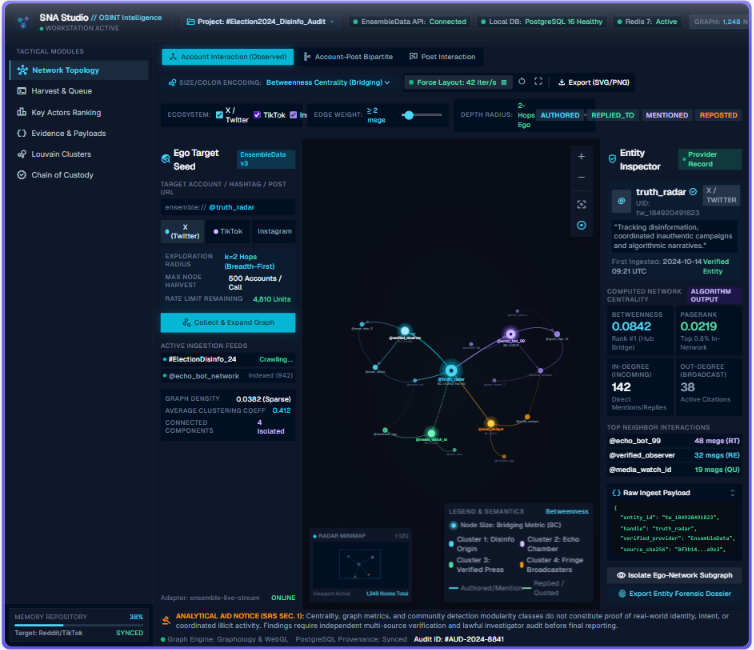 SNA Studio // OSINT Intelligence
WORKSTATION ACTIVE
Project: #Election2024_Disinfo_Audit
EnsembleData API: Connected
Local DB: PostgreSQL 16 Healthy
Redis 7: Active
GRAPH: 1,248 N
TACTICAL MODULES
Network Topology
Harvest & Queue
Key Actors Ranking
Evidence & Payloads
Louvain Clusters
Chain of Custody
MEMORY REPOSITORY 38%
Target: Reddit/TikTok SYNCED
Account Interaction (Observed)
Account-Post Bipartite
Post Interaction
SIZE/COLOR ENCODING: Betweenness Centrality (Bridging)
Force Layout: 42 iter/s
Export (SVG/PNG)
ECOSYSTEM:
X /
Twitter
TikTok
In
EDGE WEIGHT:
≥ 2
msgs
DEPTH RADIUS:
2-
Hops
Ego
AUTHORED
REPLIED_TO
MENTIONED
REPOSTED
Ego Target
Seed
EnsembleData
v3
TARGET ACCOUNT / HASHTAG / POST
URL
ensemble:// @truth_radar
X
(Twitter)
TikTok
Instagram
EXPLORATION
RADIUS
k=2 Hops
(Breadth-First)
MAX NODE
HARVEST
500 Accounts /
Call
RATE LIMIT REMAINING 4,810 Units
Collect & Expand Graph
ACTIVE INGESTION FEEDS
#ElectionDisinfo_24 Crawling...
@echo_bot_network Indexed (842)
GRAPH DENSITY 0.0382 (Sparse)
AVERAGE CLUSTERING COEFF 0.412
CONNECTED
COMPONENTS
4
Isolated
Adapter: ensemble-live-stream ONLINE
@verified_observer
@echo_bot_99
@truth_radar
@media_watch_id
RADAR MINIMAP 1:120
Viewport Active 1,248 Nodes Total
LEGEND & SEMANTICS Betweenness
Node Size: Bridging Metric (BC)
Cluster 1: Disinfo
Origin
Cluster 2: Echo
Chamber
Cluster 3:
Verified Press
Cluster 4: Fringe
Broadcasters
Authored/Mention
Replied /
Quoted
Entity
Inspector
Provider
Record
truth_radar
X /
TWITTER
UID:
tw_184920491823
"Tracking disinformation,
coordinated inauthentic campaigns
and algorithmic narratives."
First Ingested: 2024-10-14
09:21 UTC
Verified
Entity
COMPUTED NETWORK
CENTRALITY
ALGORITHM
OUTPUT
BETWEENNESS
0.0842
Rank #1 (Hub
Bridge)
PAGERANK
0.0219
Top 0.8% In-
Network
IN-DEGREE
(INCOMING)
142
Direct
Mentions/Replies
OUT-DEGREE
(BROADCAST)
38
Active Citations
TOP NEIGHBOR INTERACTIONS
@echo_bot_99 48 msgs (RT)
@verified_observer 32 msgs (RE)
@media_watch_id 19 msgs (QU)
Raw Ingest Payload
{
"entity_id": "tw_184920491823",
"handle": "truth_radar",
"verified_provider": "EnsembleData",
"source_sha256": "8f3b14...a0e2",
Isolate Ego-Network Subgraph
Export Entity Forensic Dossier
ANALYTICAL AID NOTICE (SRS SEC. 1): Centrality, graph metrics, and community detection modularity classes do not constitute proof of real-world identity, intent, or
coordinated illicit activity. Findings require independent multi-source verification and lawful investigator audit before final reporting.
Graph Engine: Graphology & WebGL
PostgreSQL Provenance: Synced
Audit ID: #AUD-2024-8841